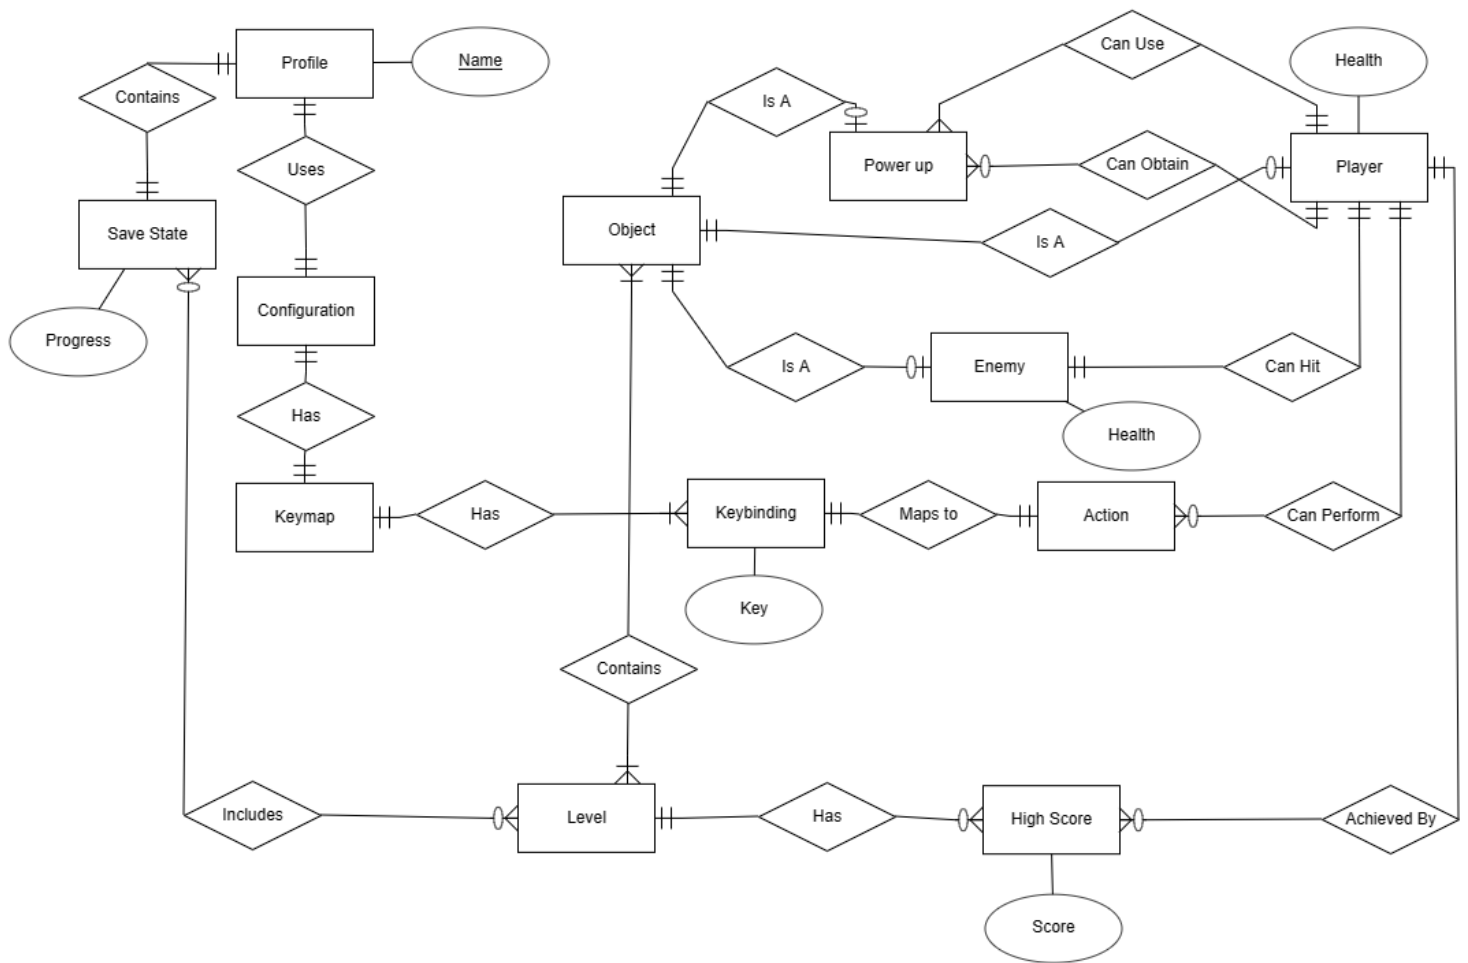 Can Use
Profile
Name
Health
Contains
Is A
Power up
Can Obtain
Player
Uses
Save State
Object
Is A
Configuration
Progress
Is A
Enemy
Can Hit
Has
Health
Keymap
Has
Keybinding
Maps to
Action
Can Perform
Key
Contains
Includes
Level
Has
High Score
Achieved By
Score